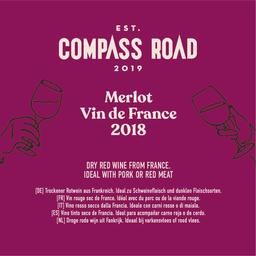 EST.
COMPASS ROAD
2019
Merlot
Vin de France
2018
DRY RED WINE FROM FRANCE.
IDEAL WITH PORK OR RED MEAT
[DE] Trockener Rotwein aus Frankreich. Ideal zu Schweinefleisch und dunklen Fleischsorten.
[FR] Vin rouge sec de France. Idéal avec du porc ou de la viande rouge.
[IT] Vino rosso secco dalla Francia. Ideale con carni rosse o di maiale.
[ES] Vino tinto seco de Francia. Ideal para acompañar carne roja o de cerdo.
[NL] Droge rode wijn uit Frankrijk. Ideaal bij varkensvlees of rood vlees.